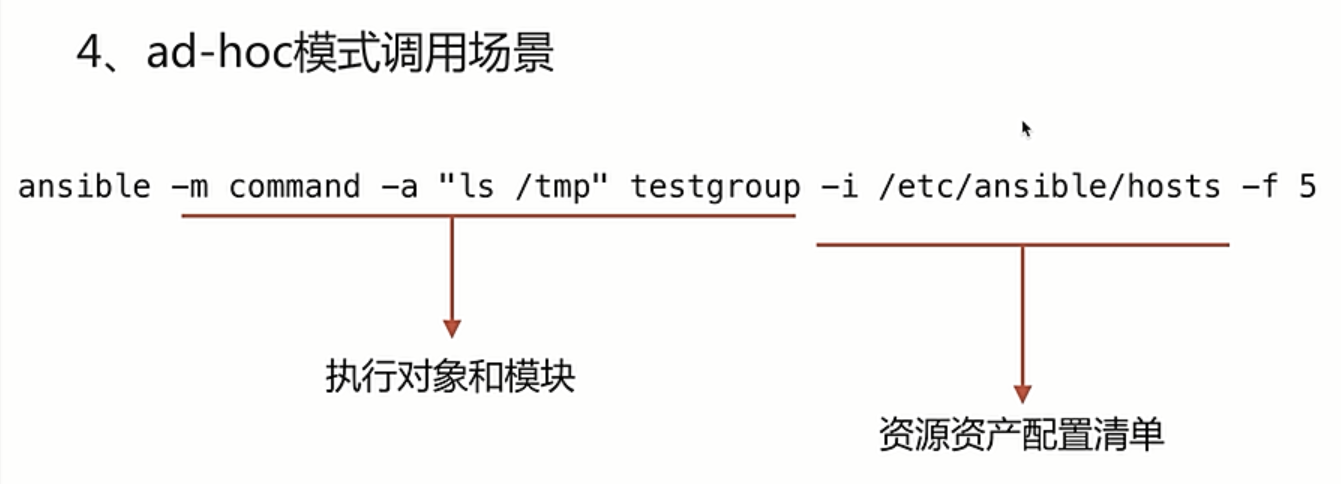 4、ad-hoc模式调用场景
ansible -m command -a "ls /tmp" testgroup -i /etc/ansible/hosts -f 5
执行对象和模块
资源资产配置清单